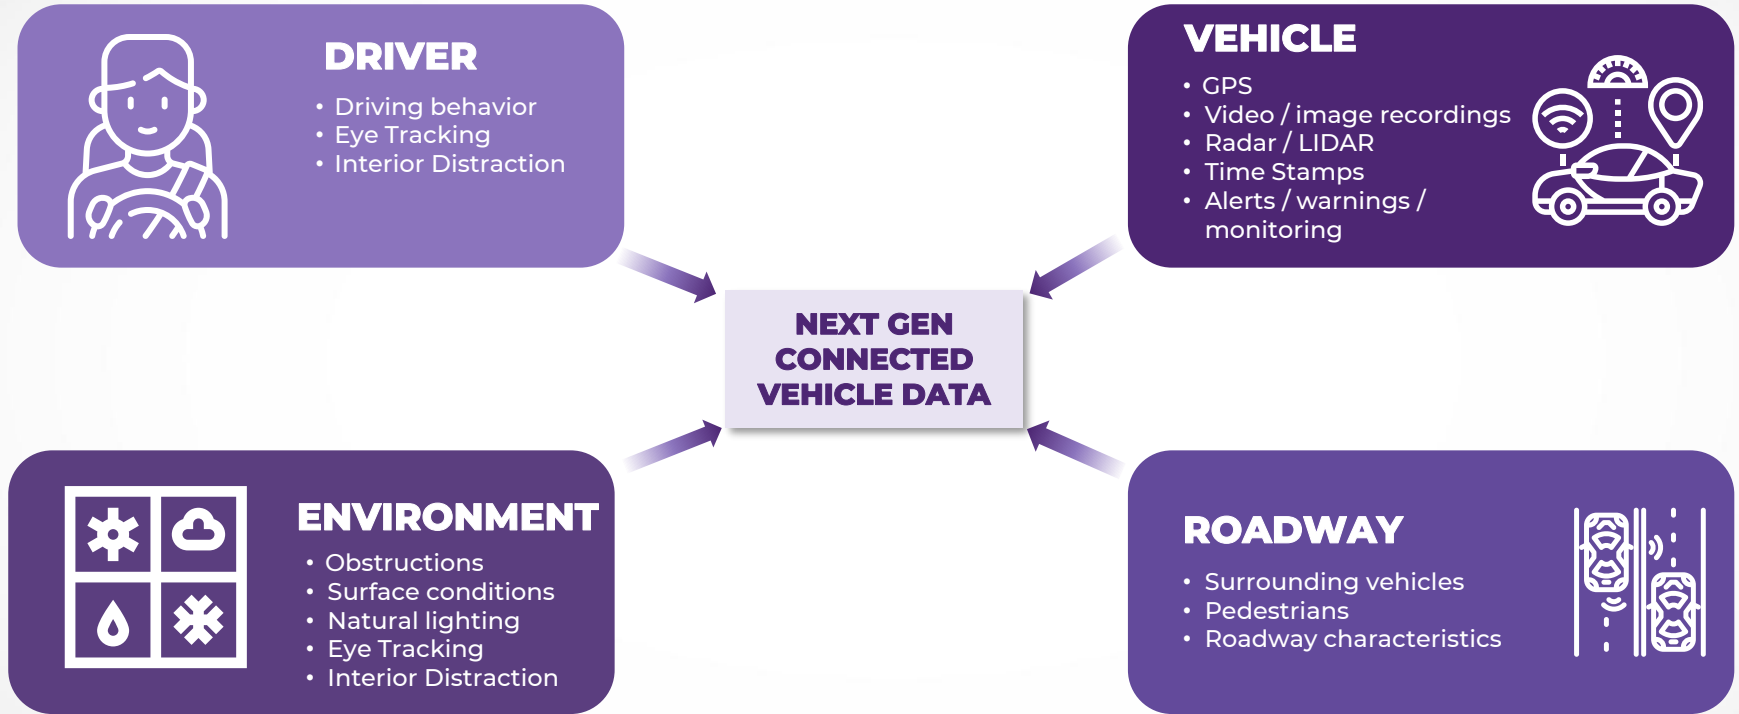 DRIVER
• Driving behavior
• Eye Tracking
• Interior Distraction
VEHICLE
• GPS
• Video / image recordings
• Radar / LIDAR
• Time Stamps
• Alerts / warnings /
monitoring
NEXT GEN
CONNECTED
VEHICLE DATA
ENVIRONMENT
• Obstructions
• Surface conditions
• Natural lighting
• Eye Tracking
• Interior Distraction
ROADWAY
• Surrounding vehicles
• Pedestrians
• Roadway characteristics